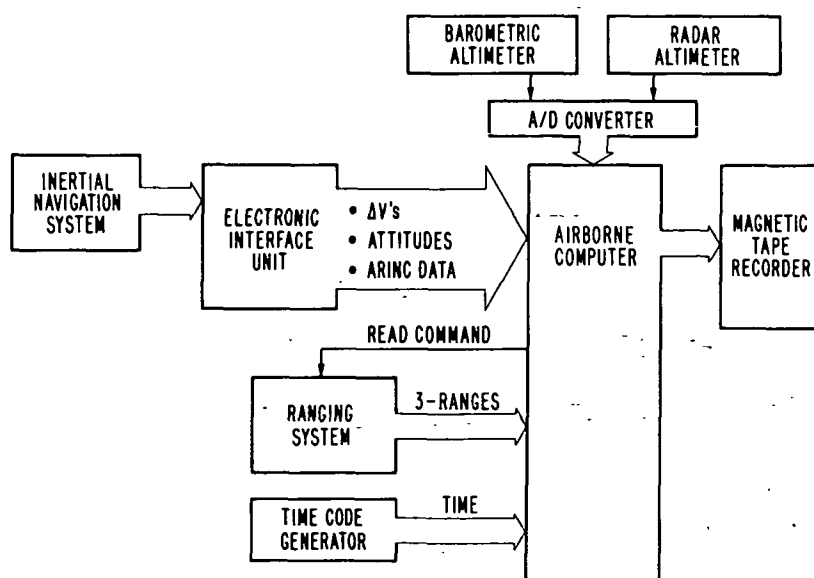 BAROMETRIC
ALTIMETER
RADAR
ALTIMETER
A/D CONVERTER
INERTIAL
NAVIGATION
SYSTEM
ELECTRONIC
INTERFACE
UNIT
• ΔV's
• ATTITUDES
• ARINC DATA
AIRBORNE
COMPUTER
MAGNETIC
TAPE
RECORDER
READ COMMAND
RANGING
SYSTEM
3-RANGES
TIME CODE
GENERATOR
TIME